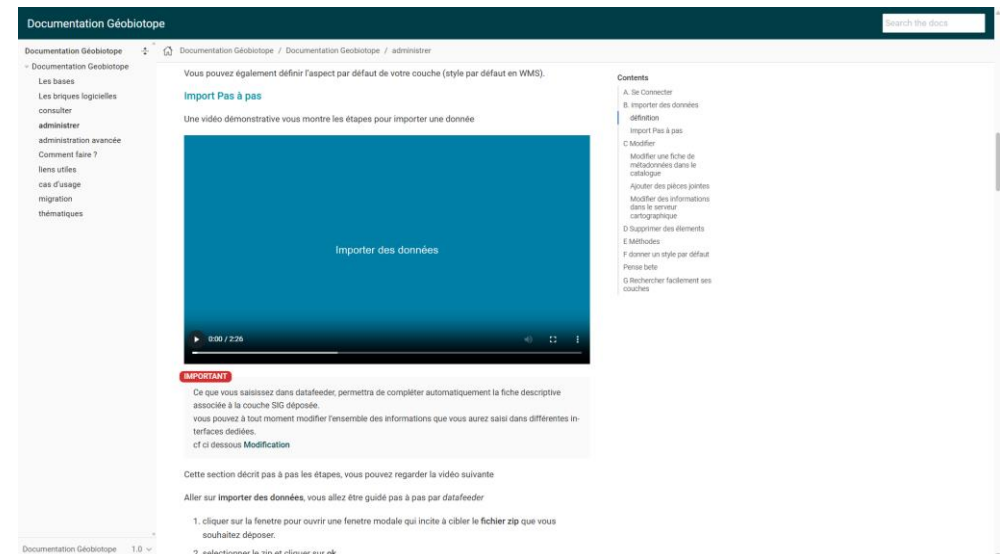 Documentation Géobiotope
Search the docs
Documentation Géobiotope
Documentation Géobiotope / Documentation Geobiotope / administrer
Documentation Geobiotope
Les bases
Les briques logicielles
consulter
administrer
administration avancée
Comment faire ?
liens utiles
cas d'usage
migration
thématiques
Documentation Géobiotope 1.0
Vous pouvez également définir l'aspect par défaut de votre couche (style par défaut en WMS).
Import Pas à pas
Une vidéo démonstrative vous montre les étapes pour importer une donnée
Importer des données
0:00 / 2:26
IMPORTANT
Ce que vous saisissez dans datafeeder, permettra de compléter automatiquement la fiche descriptive
associée à la couche SIG déposée.
vous pouvez à tout moment modifier l'ensemble des informations que vous aurez saisi dans différentes in-
terfaces dediées.
cf ci dessous Modification
Cette section décrit pas à pas les étapes, vous pouvez regarder la vidéo suivante
Aller sur importer des données, vous allez être guidé pas à pas par datafeeder
1. cliquer sur la fenetre pour ouvrir une fenetre modale qui incite à cibler le fichier zip que vous
souhaitez déposer.
2. selectionner le zip et cliquer sur ok
Contents
A. Se Connecter
B. importer des données
définition
Import Pas à pas
C Modifier
Modifier une fiche de
métadonnées dans le
catalogue
Ajouter des pièces jointes
Modifier des informations
dans le serveur
cartographique
D Supprimer des élements
E Méthodes
F donner un style par défaut
Pense bete
G Rechercher facilement ses
couches